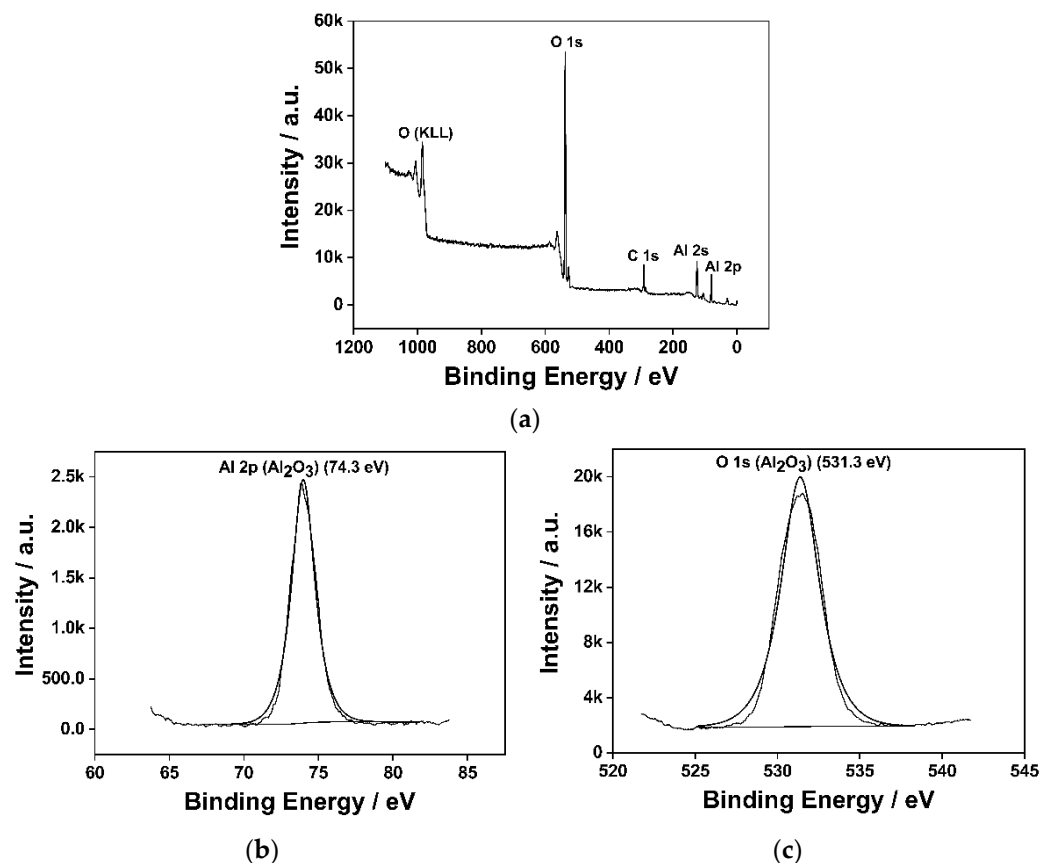 60k
50k
40k
30k
20k
10k
0
Intensity / a.u.
O 1s
O (KLL)
C 1s
Al 2s
Al 2p
1200 1000 800 600 400 200 0
Binding Energy / eV
(a)
Al 2p (Al₂O₃) (74.3 eV)
2.5k
2.0k
1.5k
1.0k
500.0
0.0
Intensity / a.u.
60 65 70 75 80 85
Binding Energy / eV
(b)
O 1s (Al₂O₃) (531.3 eV)
20k
16k
12k
8k
4k
0
Intensity / a.u.
520 525 530 535 540 545
Binding Energy / eV
(c)